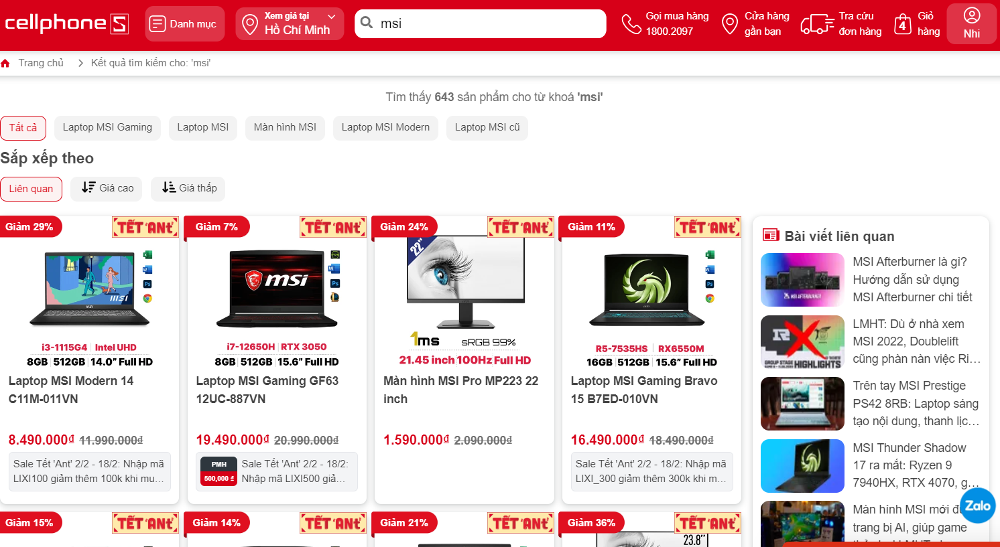 cellphone S
Danh mục
Xem giá tại
Hồ Chí Minh
msi
Gọi mua hàng
1800.2097
Cửa hàng
gần bạn
Tra cứu
đơn hàng
4
Giỏ
hàng
Nhi
Trang chủ
Kết quả tìm kiếm cho: 'msi'
Tìm thấy 643 sản phẩm cho từ khoá 'msi'
Tất cả
Laptop MSI Gaming
Laptop MSI
Màn hình MSI
Laptop MSI Modern
Laptop MSI cũ
Sắp xếp theo
Liên quan
Giá cao
Giá thấp
Giảm 29%
TẾT 'ANT'
msi
i3-1115G4 | Intel UHD
8GB | 512GB | 14.0” Full HD
Laptop MSI Modern 14
C11M-011VN
8.490.000₫ 11.990.000₫
Sale Tết 'Ant' 2/2 - 18/2: Nhập mã
LIXI100 giảm thêm 100k khi mu...
Giảm 7%
TẾT 'ANT'
msi
i7-12650H | RTX 3050
8GB | 512GB | 15.6” Full HD
Laptop MSI Gaming GF63
12UC-887VN
19.490.000₫ 20.990.000₫
PMH
500,000 ₫
Sale Tết 'Ant' 2/2 - 18/2:
Nhập mã LIXI500 giả...
Giảm 24%
TẾT 'ANT'
22”
1ms
sRGB 99%
21.45 inch | 100Hz | Full HD
Màn hình MSI Pro MP223 22
inch
1.590.000₫ 2.090.000₫
Giảm 11%
TẾT 'ANT'
R5-7535HS | RX6550M
16GB | 512GB | 15.6” Full HD
Laptop MSI Gaming Bravo
15 B7ED-010VN
16.490.000₫ 18.490.000₫
Sale Tết 'Ant' 2/2 - 18/2: Nhập mã
LIXI_300 giảm thêm 300k khi m...
Bài viết liên quan
MSI AFTERBURNER
MSI Afterburner là gì?
Hướng dẫn sử dụng
MSI Afterburner chi tiết
GROUP STAGE
HIGHLIGHTS
LMHT: Dù ở nhà xem
MSI 2022, Doublelift
cũng phàn nàn việc Ri...
Trên tay MSI Prestige
PS42 8RB: Laptop sáng
tạo nội dung, thanh lịc...
MSI Thunder Shadow
17 ra mắt: Ryzen 9
7940HX, RTX 4070, g...
Màn hình MSI mới
trang bị AI, giúp game
Zalo
Giảm 15%
TẾT 'ANT'
Giảm 14%
TẾT 'ANT'
Giảm 21%
TẾT 'ANT'
Giảm 36%
TẾT 'ANT'
23.8”